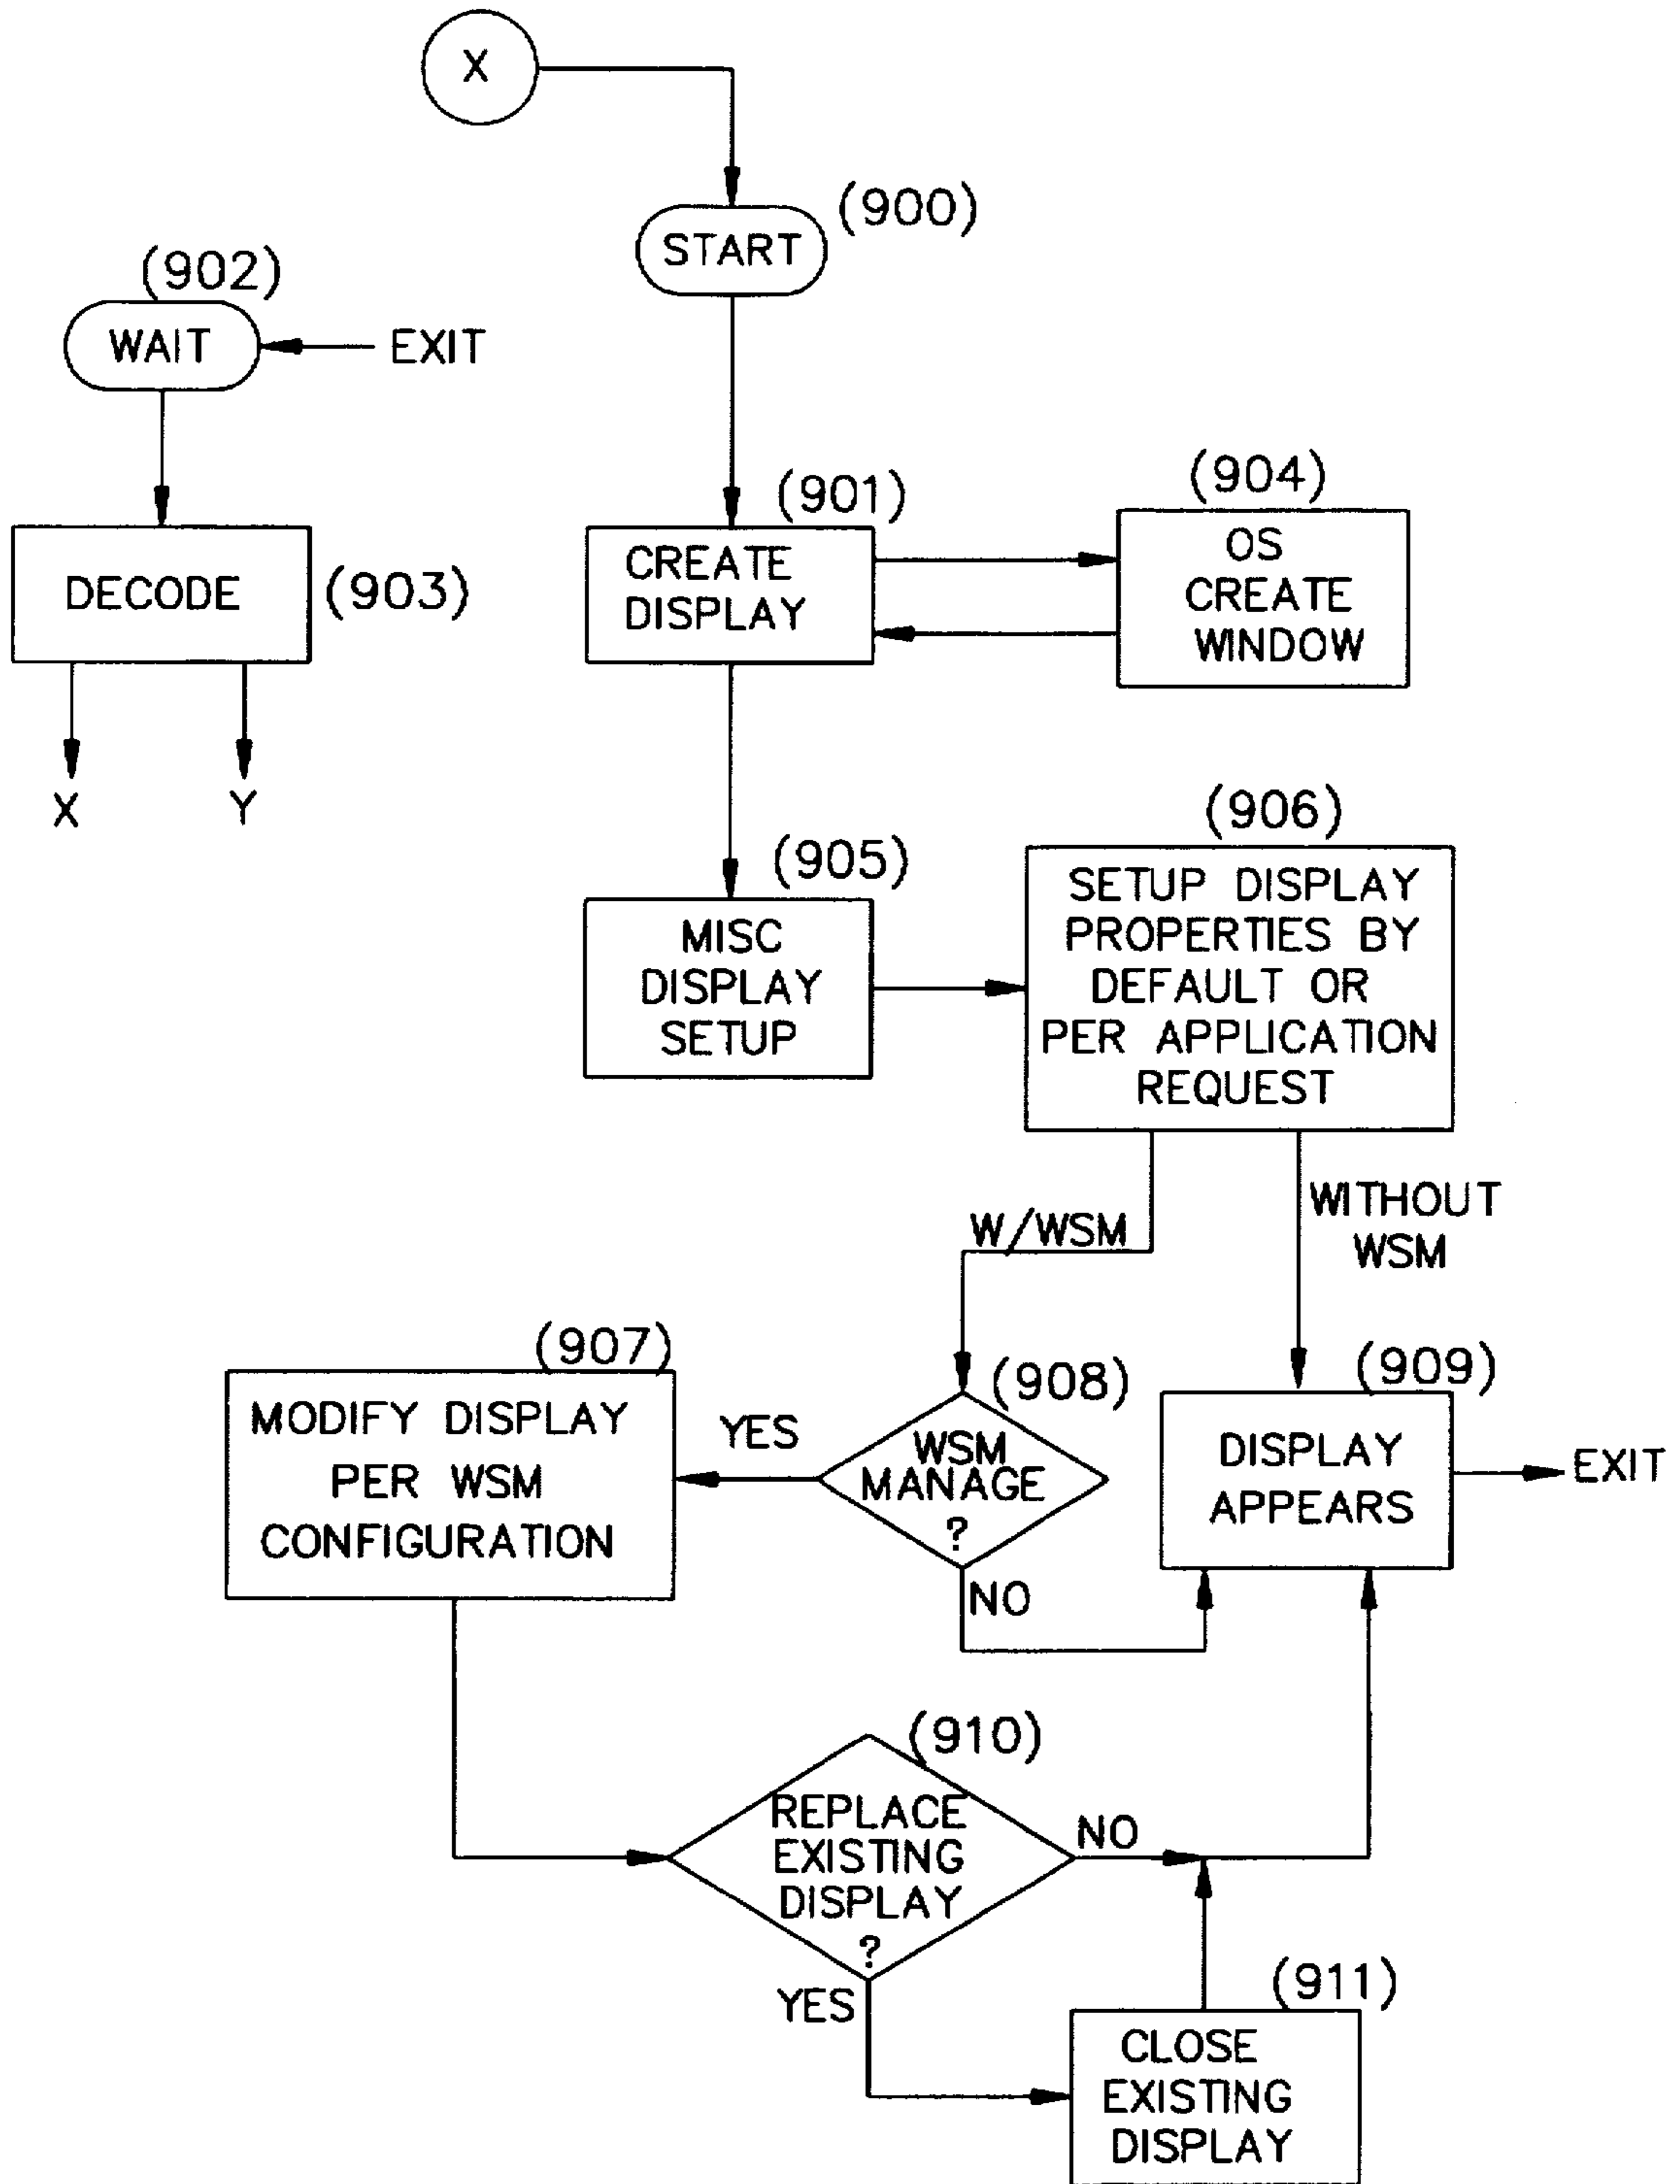 X
(900)
START
(902)
WAIT
EXIT
(901)
(904)
CREATE
DISPLAY
OS
CREATE
WINDOW
DECODE
(903)
X
Y
(905)
(906)
MISC
DISPLAY
SETUP
SETUP DISPLAY
PROPERTIES BY
DEFAULT OR
PER APPLICATION
REQUEST
W/WSM
WITHOUT
WSM
(907)
(908)
(909)
MODIFY DISPLAY
PER WSM
CONFIGURATION
YES
WSM
MANAGE
?
NO
DISPLAY
APPEARS
EXIT
(910)
REPLACE
EXISTING
DISPLAY
?
NO
YES
(911)
CLOSE
EXISTING
DISPLAY